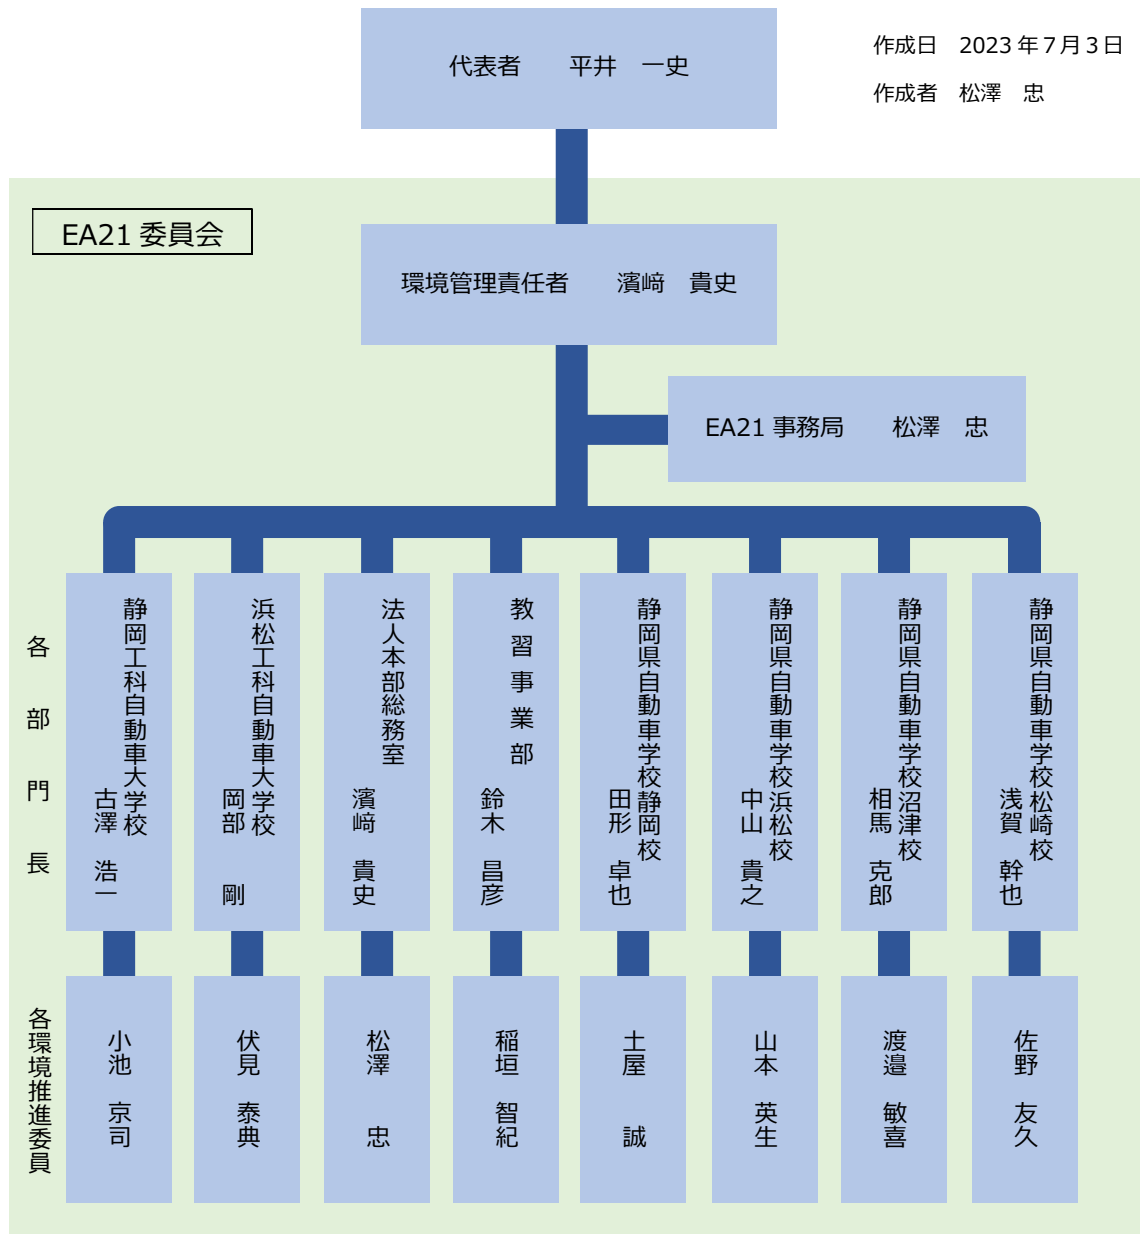 代表者　　平井　一史
作成日　2023年7月3日
作成者　松澤　忠
EA21委員会
環境管理責任者　　濱﨑　貴史
EA21事務局　　松澤　忠
各部門長
静岡工科自動車大学校
古澤　浩一
浜松工科自動車大学校
岡部　　剛
法人本部総務室
濱﨑　貴史
教習事業部
鈴木　昌彦
静岡県自動車学校静岡校
田形　卓也
静岡県自動車学校浜松校
中山　貴之
静岡県自動車学校沼津校
相馬　克郎
静岡県自動車学校松崎校
浅賀　幹也
各環境推進委員
小池　京司
伏見　泰典
松澤　　忠
稲垣　智紀
土屋　　誠
山本　英生
渡邉　敏喜
佐野　友久